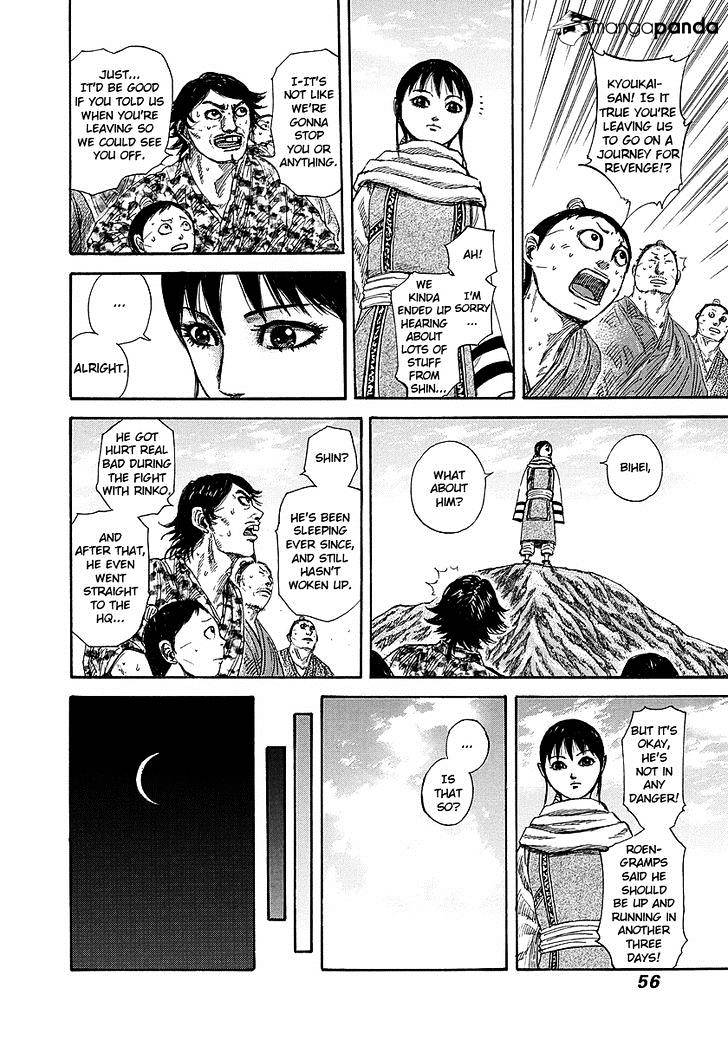 mangapanda
KYOUKAI-
SAN! IS IT
TRUE YOU'RE
LEAVING US
TO GO ON A
JOURNEY FOR
REVENGE!?
AH!
I'M
SORRY
...
WE
KINDA
ENDED UP
HEARING
ABOUT
LOTS OF
STUFF
FROM
SHIN...
I-IT'S
NOT LIKE
WE'RE
GONNA
STOP
YOU OR
ANYTHING.
JUST...
IT'D BE GOOD
IF YOU TOLD US
WHEN YOU'RE
LEAVING SO
WE COULD SEE
YOU OFF.
...
ALRIGHT.
BIHEI,
WHAT
ABOUT
HIM?
SHIN?
HE'S BEEN
SLEEPING
EVER SINCE,
AND STILL
HASN'T
WOKEN UP.
HE GOT
HURT REAL
BAD DURING
THE FIGHT
WITH RINKO.
AND
AFTER THAT,
HE EVEN
WENT
STRAIGHT
TO THE
HQ...
BUT IT'S
OKAY,
HE'S
NOT IN
ANY
DANGER!
ROEN-
GRAMPS
SAID HE
SHOULD
BE UP AND
RUNNING IN
ANOTHER
THREE
DAYS!
...
IS
THAT
SO?
56